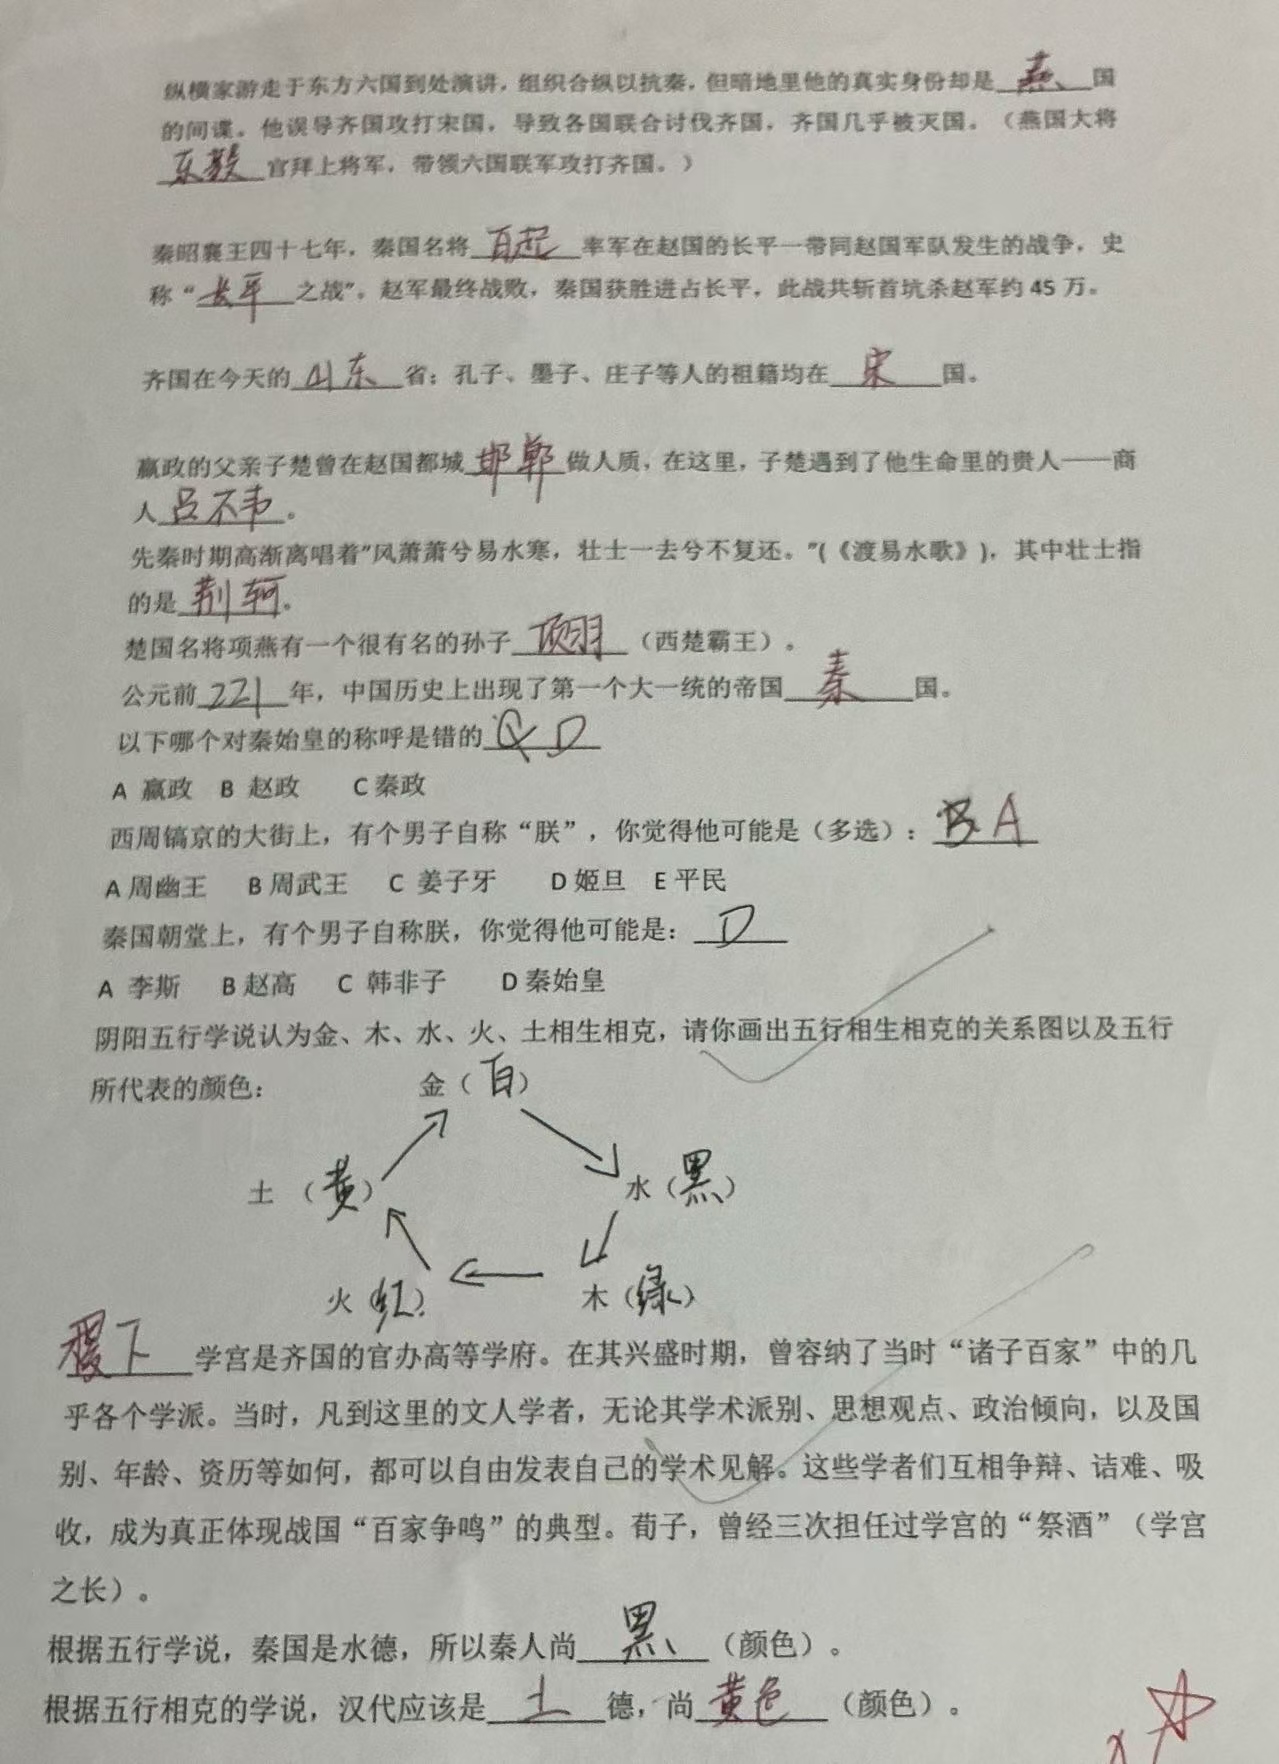 纵横家游走于东方六国到处演讲，组织合纵以抗秦，但暗地里他的真实身份却是燕国
的间谍。他误导齐国攻打宋国，导致各国联合讨伐齐国，齐国几乎被灭国。（燕国大将
乐毅官拜上将军，带领六国联军攻打齐国。）
秦昭襄王四十七年，秦国名将白起率军在赵国的长平一带同赵国军队发生的战争，史
称“长平之战”。赵军最终战败，秦国获胜进占长平，此战共斩首坑杀赵军约45万。
齐国在今天的山东省；孔子、墨子、庄子等人的祖籍均在宋国。
嬴政的父亲子楚曾在赵国都城邯郸做人质，在这里，子楚遇到了他生命里的贵人——商
人吕不韦。
先秦时期高渐离唱着”风萧萧兮易水寒，壮士一去兮不复还。”(《渡易水歌》)，其中壮士指
的是荆轲。
楚国名将项燕有一个很有名的孙子项羽（西楚霸王）。
公元前221年，中国历史上出现了第一个大一统的帝国秦国。
以下哪个对秦始皇的称呼是错的 D
A 嬴政 B 赵政 C秦政
西周镐京的大街上，有个男子自称“朕”，你觉得他可能是（多选）：B A
A周幽王 B周武王 C 姜子牙 D姬旦 E平民
秦国朝堂上，有个男子自称朕，你觉得他可能是：D
A 李斯 B赵高 C 韩非子 D秦始皇
阴阳五行学说认为金、木、水、火、土相生相克，请你画出五行相生相克的关系图以及五行
所代表的颜色： 金（白）
土（黄） 水（黑）
火（红） 木（绿）
稷下学宫是齐国的官办高等学府。在其兴盛时期，曾容纳了当时“诸子百家”中的几
乎各个学派。当时，凡到这里的文人学者，无论其学术派别、思想观点、政治倾向，以及国
别、年龄、资历等如何，都可以自由发表自己的学术见解。这些学者们互相争辩、诘难、吸
收，成为真正体现战国“百家争鸣”的典型。荀子，曾经三次担任过学宫的“祭酒”（学宫
之长）。
根据五行学说，秦国是水德，所以秦人尚黑（颜色）。
根据五行相克的学说，汉代应该是土德，尚黄色（颜色）。